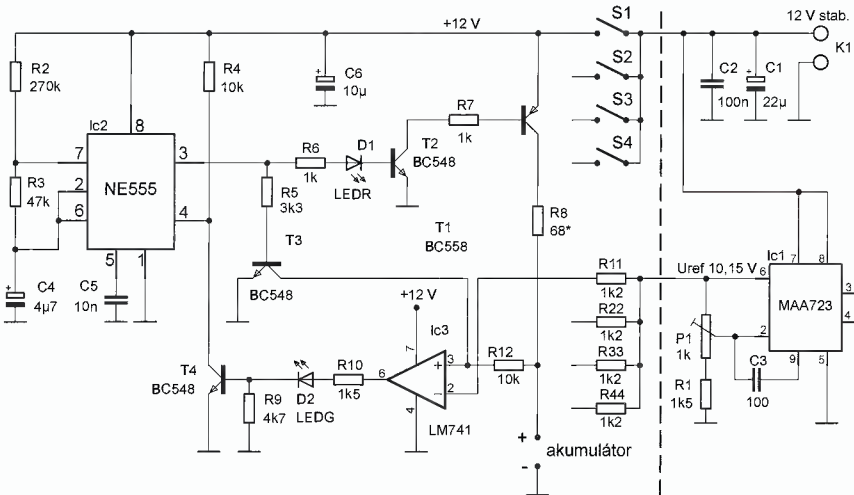 S1
+12 V
12 V stab.
K1
S2
S3
S4
R2
270k
R4
10k
+
C6
10µ
C2
100n
+
C1
22µ
Ic2
8
7
3
NE555
2
6
4
5
1
R3
47k
+
C4
4µ7
C5
10n
R6
1k
D1
LEDR
R5
3k3
T2
BC548
R7
1k
T1
BC558
R8
68*
T3
BC548
R11
1k2
R22
1k2
R33
1k2
R44
1k2
Uref 10,15 V
Ic1
7
8
6
3
MAA723
4
2
9
5
P1
1k
C3
100
R1
1k5
+12 V
Ic3
7
3
+
6
2
–
4
LM741
R12
10k
T4
BC548
R10
1k5
D2
LEDG
R9
4k7
+
akumulátor
-